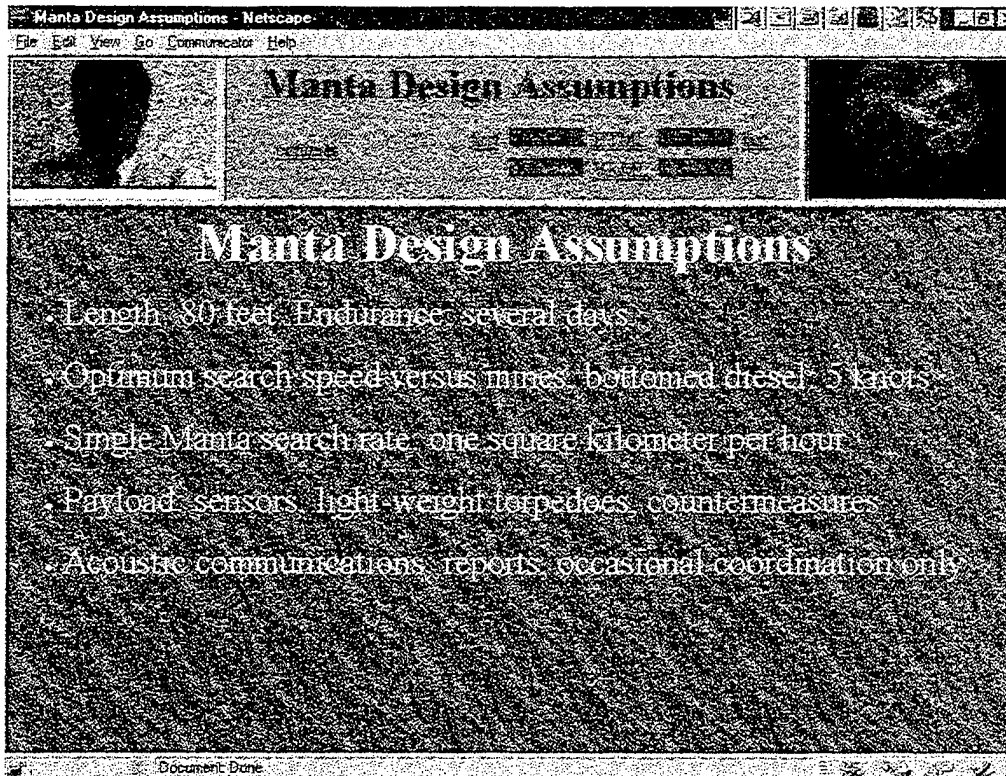 Manta Design Assumptions - Netscape
File Edit View Go Communicator Help
Manta Design Assumptions
Manta Design Assumptions
• Length: 80 feet. Endurance: several days
• Optimum search speed versus mines, bottomed diesel: 5 knots
• Single Manta search rate: one square kilometer per hour
• Payload: sensors, light-weight torpedoes, countermeasures
• Acoustic communications: reports, occasional coordination only
Document: Done